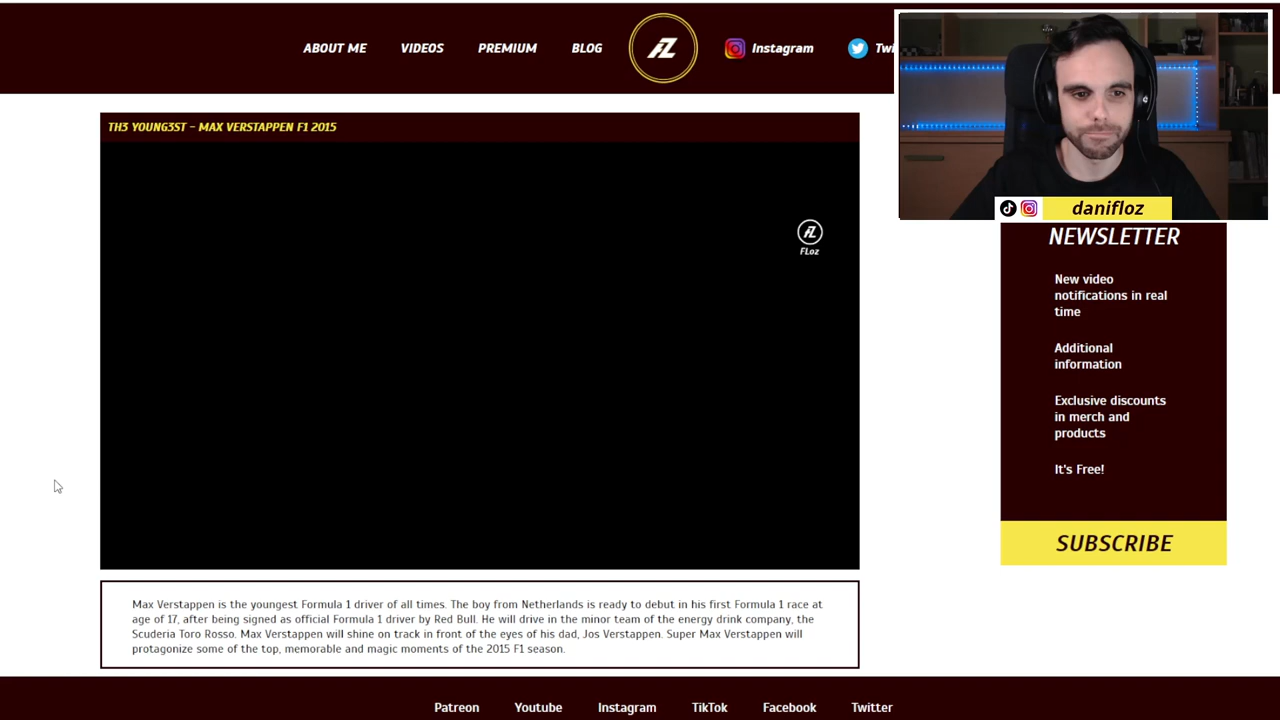 ABOUT ME
VIDEOS
PREMIUM
BLOG
FZ
Instagram
TH3 YOUNG3ST - MAX VERSTAPPEN F1 2015
FLoz
danifloz
NEWSLETTER
New video
notifications in real
time
Additional
information
Exclusive discounts
in merch and
products
It's Free!
SUBSCRIBE
Max Verstappen is the youngest Formula 1 driver of all times. The boy from Netherlands is ready to debut in his first Formula 1 race at
age of 17, after being signed as official Formula 1 driver by Red Bull. He will drive in the minor team of the energy drink company, the
Scuderia Toro Rosso. Max Verstappen will shine on track in front of the eyes of his dad, Jos Verstappen. Super Max Verstappen will
protagonize some of the top, memorable and magic moments of the 2015 F1 season.
Patreon
Youtube
Instagram
TikTok
Facebook
Twitter